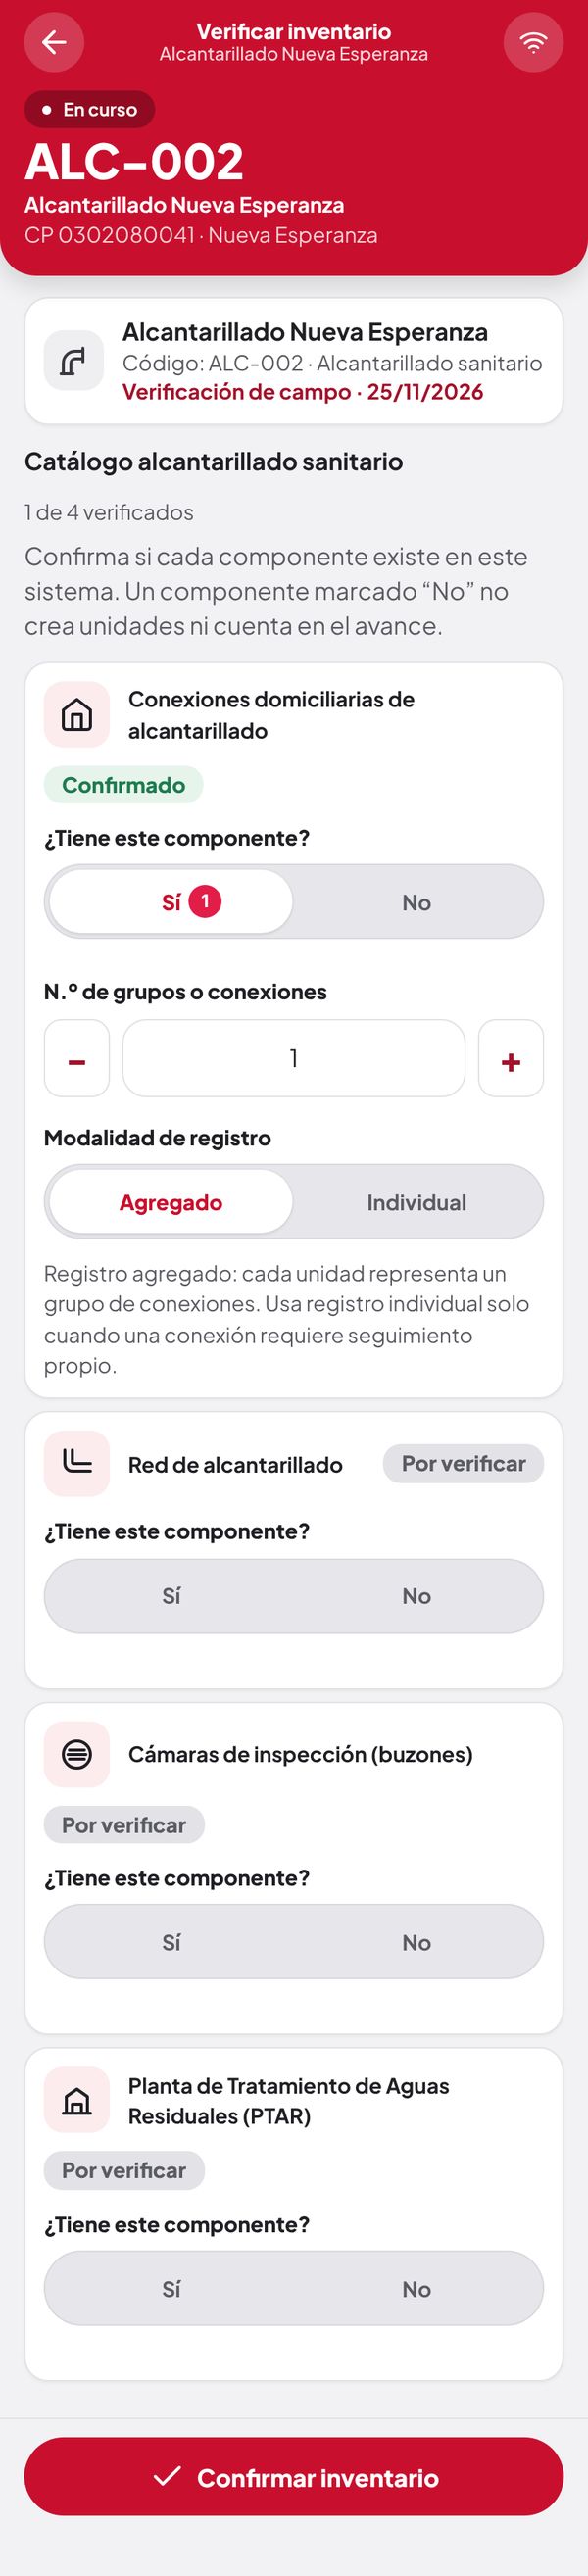 Verificar inventario
Alcantarillado Nueva Esperanza
En curso
ALC-002
Alcantarillado Nueva Esperanza
CP 0302080041 · Nueva Esperanza
Alcantarillado Nueva Esperanza
Código: ALC-002 · Alcantarillado sanitario
Verificación de campo · 25/11/2026
Catálogo alcantarillado sanitario
1 de 4 verificados
Confirma si cada componente existe en este
sistema. Un componente marcado “No” no
crea unidades ni cuenta en el avance.
Conexiones domiciliarias de
alcantarillado
Confirmado
¿Tiene este componente?
Sí 1 No
N.º de grupos o conexiones
− 1 +
Modalidad de registro
Agregado Individual
Registro agregado: cada unidad representa un
grupo de conexiones. Usa registro individual solo
cuando una conexión requiere seguimiento
propio.
Red de alcantarillado Por verificar
¿Tiene este componente?
Sí No
Cámaras de inspección (buzones)
Por verificar
¿Tiene este componente?
Sí No
Planta de Tratamiento de Aguas
Residuales (PTAR)
Por verificar
¿Tiene este componente?
Sí No
Confirmar inventario